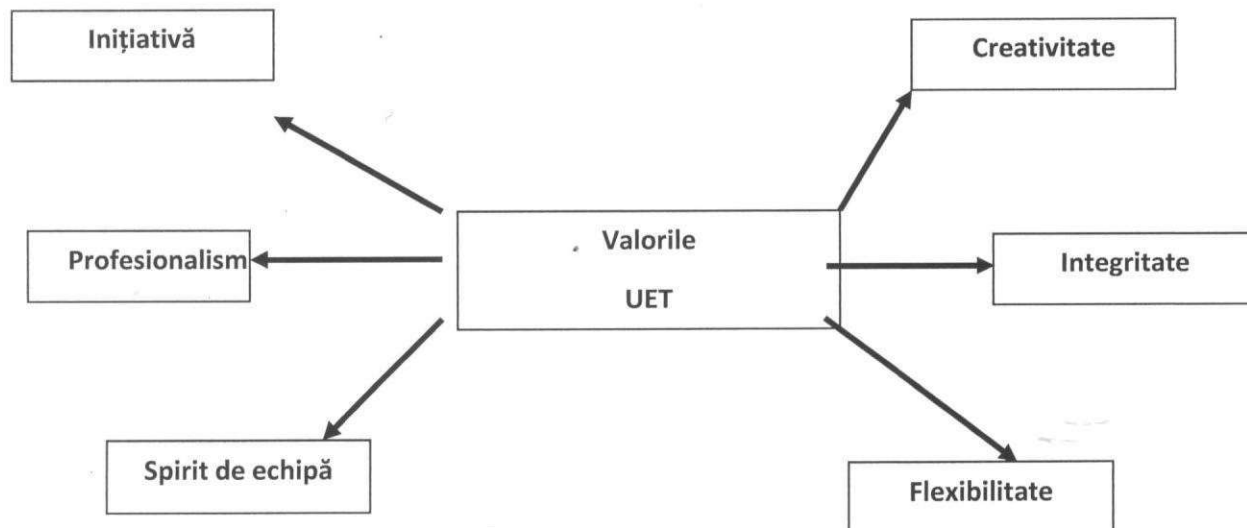 Inițiativă
Creativitate
Valorile
UET
Profesionalism
Integritate
Spirit de echipă
Flexibilitate